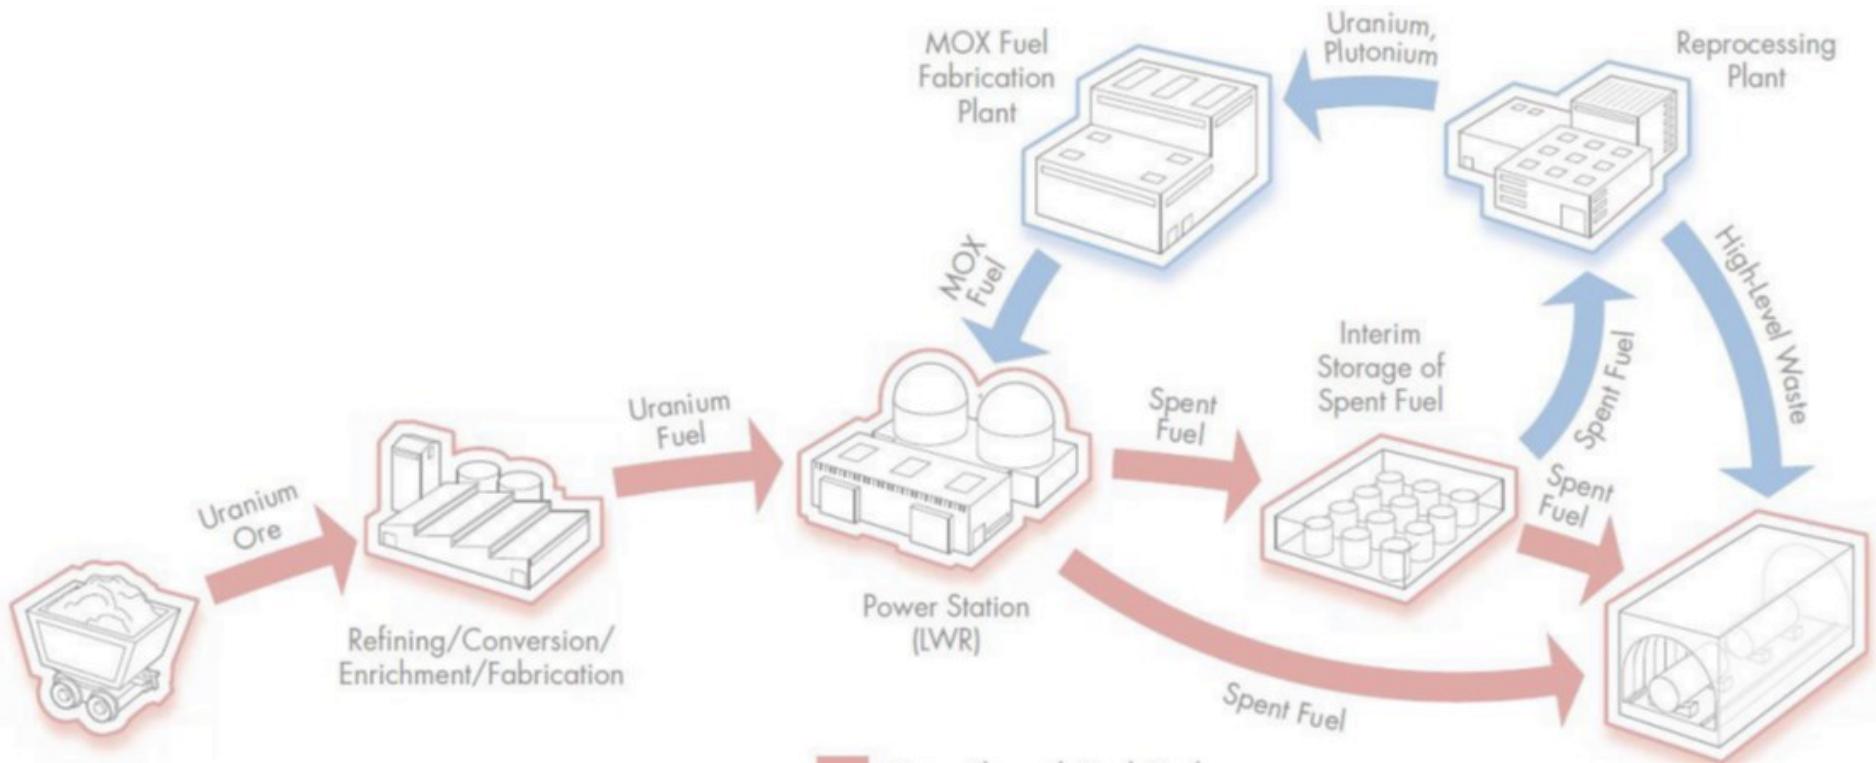 MOX Fuel
Fabrication
Plant
Uranium,
Plutonium
Reprocessing
Plant
MOX
Fuel
High-Level Waste
Interim
Storage of
Spent Fuel
Spent Fuel
Uranium
Fuel
Spent
Fuel
Spent
Fuel
Uranium
Ore
Refining/Conversion/
Enrichment/Fabrication
Power Station
(LWR)
Spent Fuel